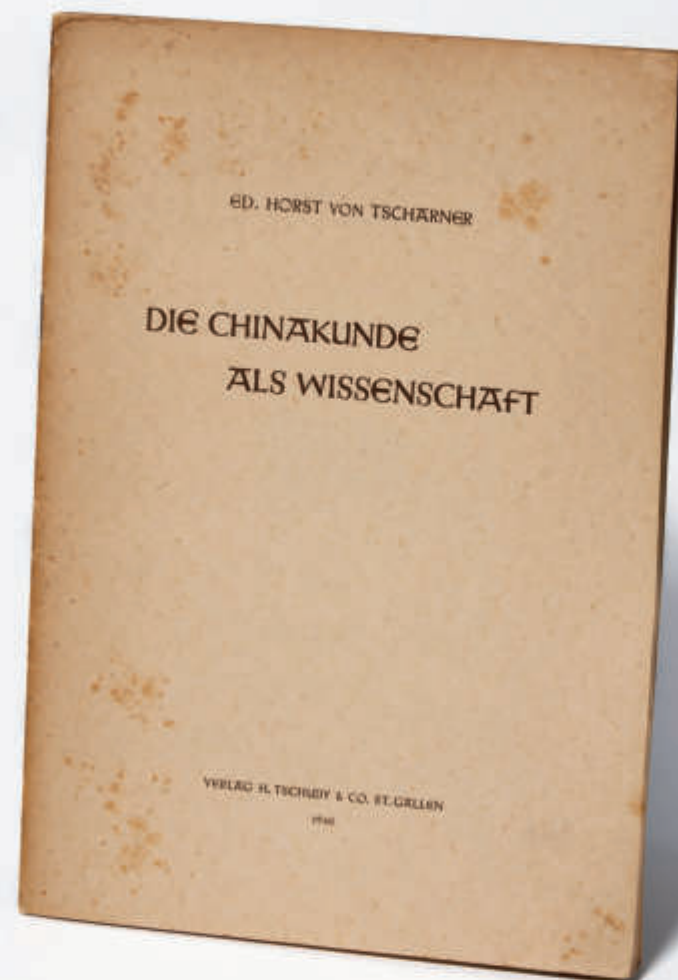 ED. HORST VON TSCHARNER
DIE CHINAKUNDE
ALS WISSENSCHAFT
VERLAG H. TSCHUDY & CO. ST. GALLEN